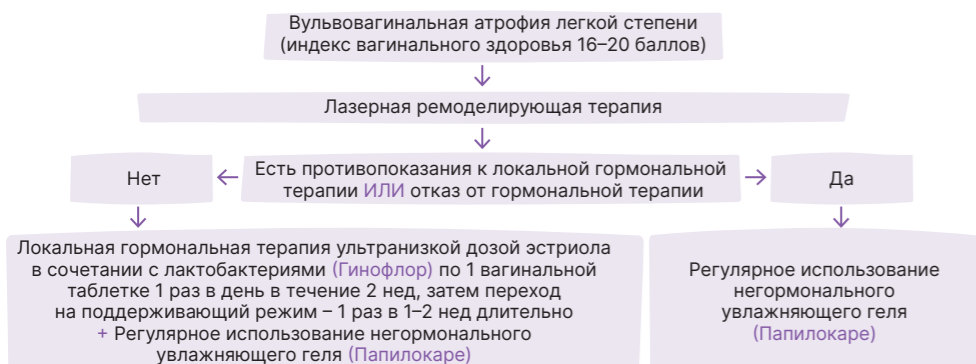 Вульвовагинальная атрофия легкой степени
(индекс вагинального здоровья 16–20 баллов)
Лазерная ремоделирующая терапия
Нет
Есть противопоказания к локальной гормональной
терапии ИЛИ отказ от гормональной терапии
Да
Локальная гормональная терапия ультранизкой дозой эстриола
в сочетании с лактобактериями (Гинофлор) по 1 вагинальной
таблетке 1 раз в день в течение 2 нед, затем переход
на поддерживающий режим – 1 раз в 1–2 нед длительно
+ Регулярное использование негормонального
увлажняющего геля (Папилокаре)
Регулярное использование
негормонального
увлажняющего геля
(Папилокаре)